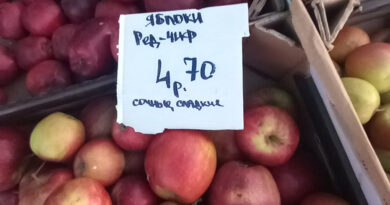 ЯБЛОКИ
Ред-чиф
4.70
р.
сочные, сладкие